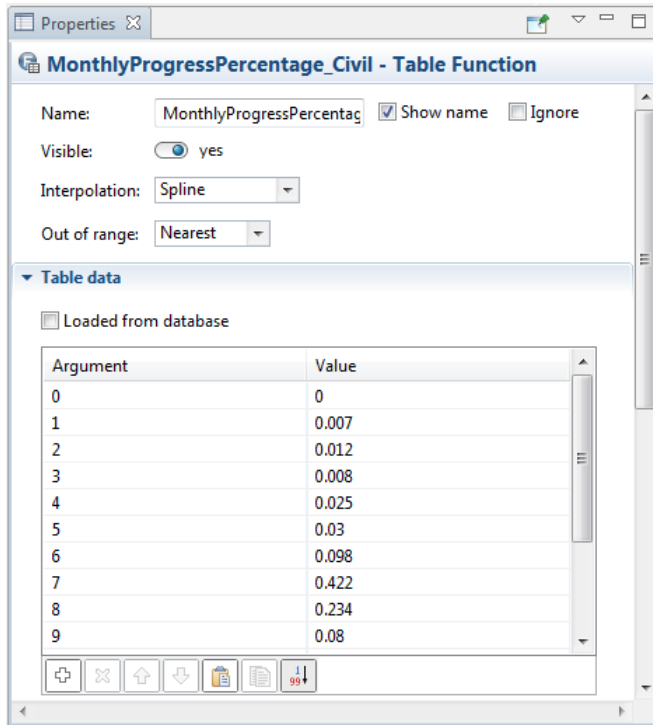 Properties
MonthlyProgressPercentage_Civil - Table Function
Name: MonthlyProgressPercentag Show name Ignore
Visible: yes
Interpolation: Spline
Out of range: Nearest
Table data
Loaded from database
Argument Value
0 0
1 0.007
2 0.012
3 0.008
4 0.025
5 0.03
6 0.098
7 0.422
8 0.234
9 0.08